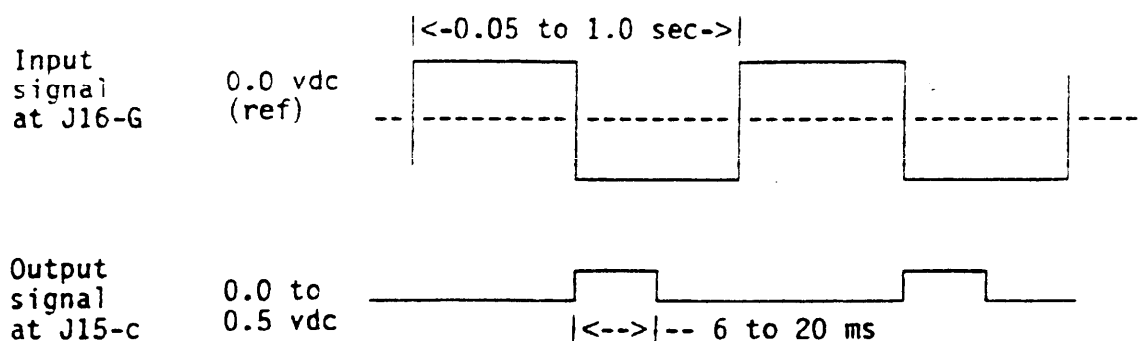 |<-0.05 to 1.0 sec->|
Input
signal
at J16-G
0.0 vdc
(ref)
Output
signal
at J15-c
0.0 to
0.5 vdc
|<-->|-- 6 to 20 ms